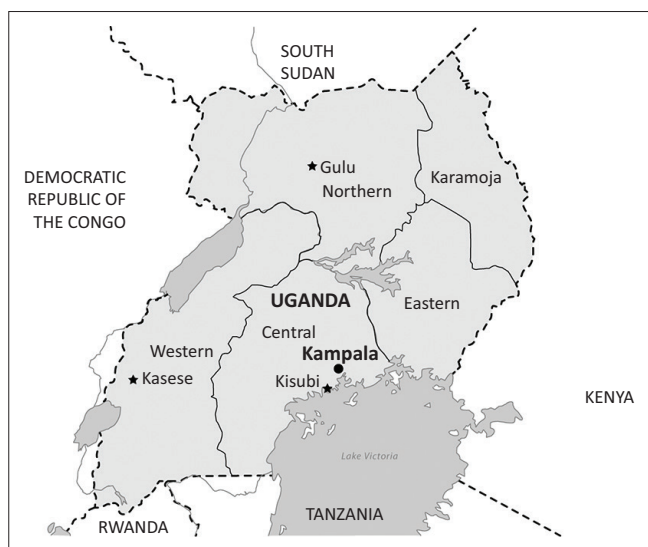 SOUTH
SUDAN
DEMOCRATIC
REPUBLIC OF
THE CONGO
Gulu
Northern
Karamoja
UGANDA
Eastern
Central
Western
Kampala
Kasese
Kisubi
KENYA
Lake Victoria
TANZANIA
RWANDA